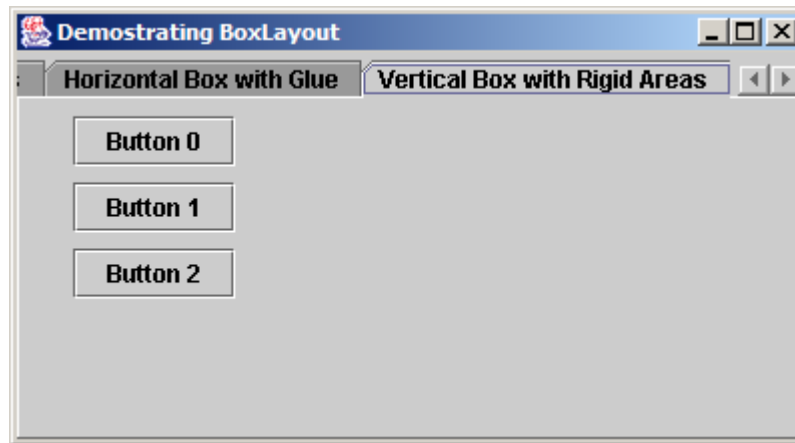 Demostrating BoxLayout
Horizontal Box with Glue Vertical Box with Rigid Areas
Button 0
Button 1
Button 2